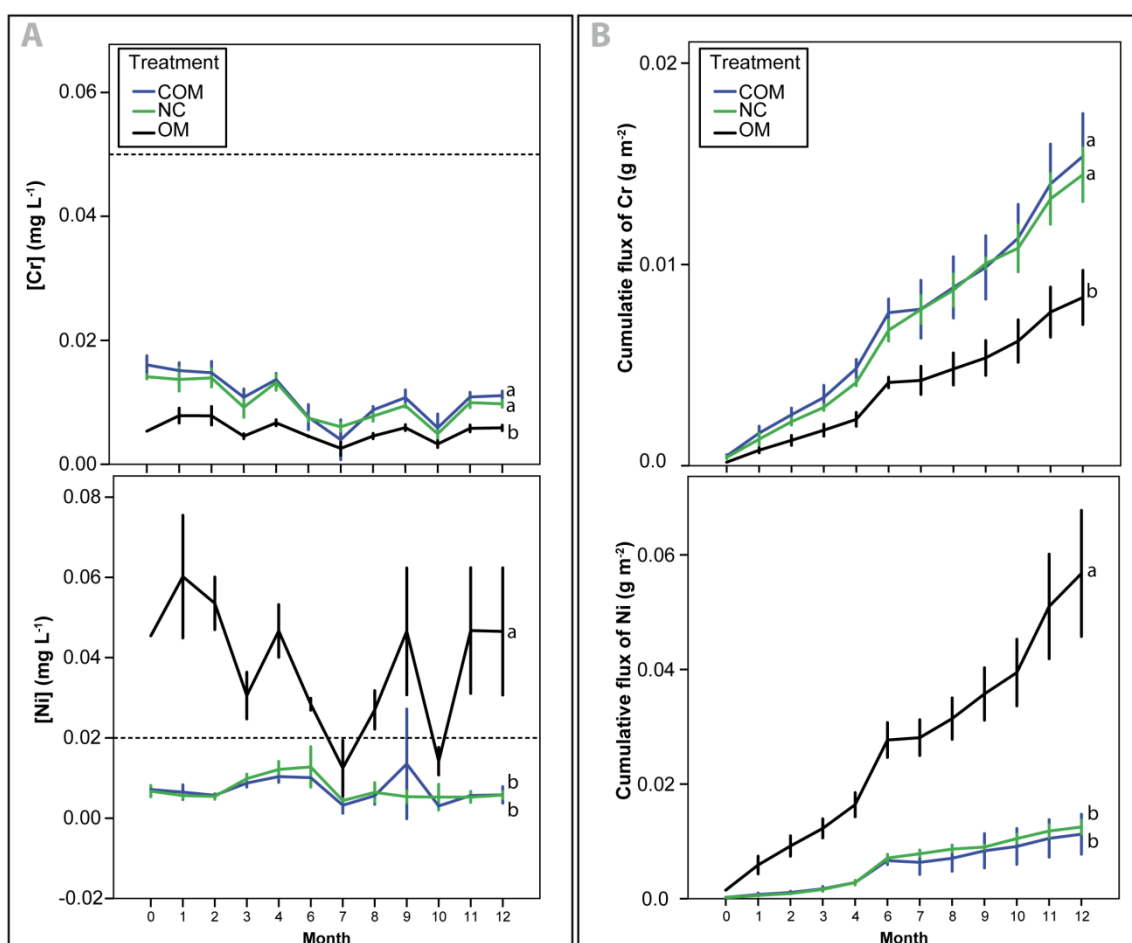 A
Treatment
COM
NC
OM
[Cr] (mg L-1)
0.06
0.04
0.02
0.00
a
a
b
[Ni] (mg L-1)
0.08
0.06
0.04
0.02
0.00
-0.02
a
b
b
0 1 2 3 4 6 7 8 9 10 11 12
Month
B
Treatment
COM
NC
OM
Cumulatie flux of Cr (g m-2)
0.02
0.01
0.0
a
a
b
Cumulative flux of Ni (g m-2)
0.06
0.04
0.02
0.0
a
b
b
0 1 2 3 4 6 7 8 9 10 11 12
Month